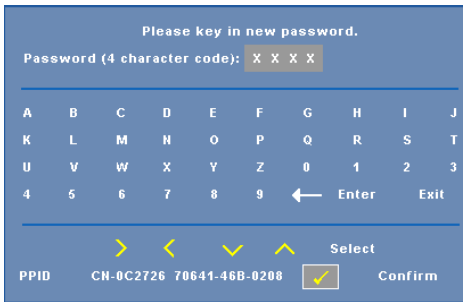 Please key in new password.
Password (4 character code): X X X X
A B C D E F G H I J
K L M N O P Q R S T
U V W X Y Z 0 1 2 3
4 5 6 7 8 9 Enter Exit
Select
PPID CN-0C2726 70641-46B-0208 Confirm